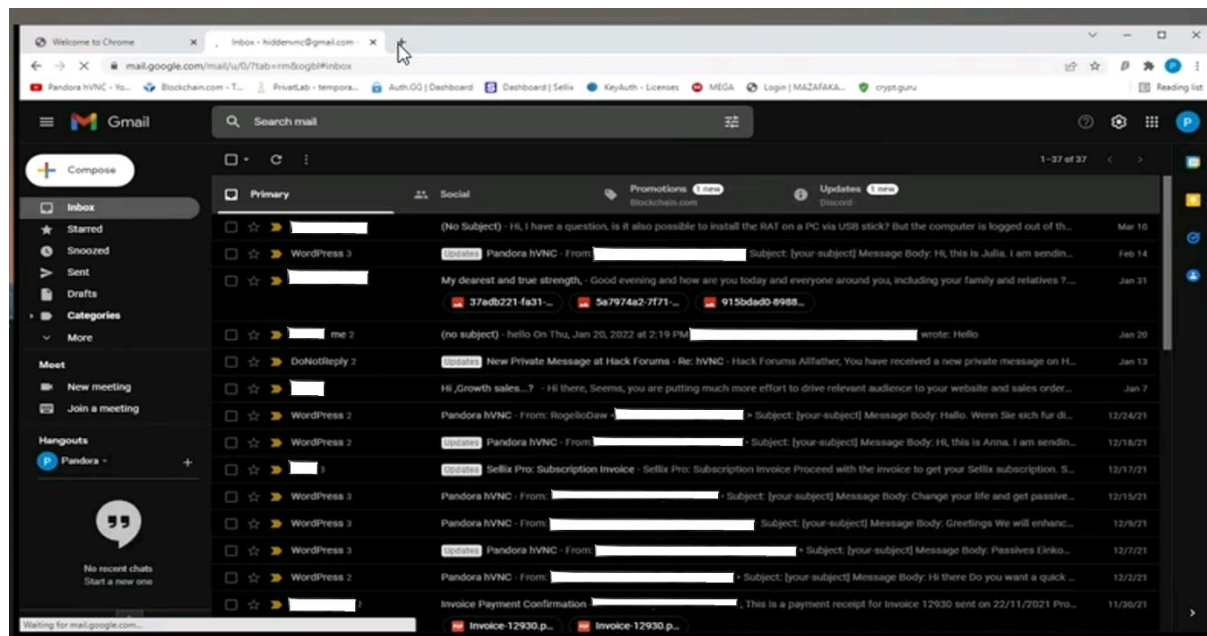 Welcome to Chrome
Inbox - hiddenvnc@gmail.com -
mail.google.com/mail/u/0/?tab=rm&ogbl#inbox
Pandora hVNC - Yo... Blockchain.com - T... PrivatLab - tempora... Auth.GG | Dashboard Dashboard | Sellix KeyAuth - Licenses MEGA Login | MAZAFAKA... crypt.guru Reading list
Gmail
Search mail
P
Compose
1-37 of 37
Primary
Social
Promotions 1 new
Blockchain.com
Updates 1 new
Discord
Inbox
Starred
Snoozed
Sent
Drafts
Categories
More
Meet
New meeting
Join a meeting
Hangouts
P Pandora
No recent chats
Start a new one
(No Subject) - Hi, I have a question, is it also possible to install the RAT on a PC via USB stick? But the computer is logged out of th... Mar 10
WordPress 3 Updates Pandora hVNC - From: Subject: [your-subject] Message Body: Hi, this is Julia. I am sendin... Feb 14
My dearest and true strength, - Good evening and how are you today and everyone around you, including your family and relatives ?... Jan 31
37adb221-fa31-... 5a7974a2-7f71-... 915bdad0-8988...
me 2 (no subject) - hello On Thu, Jan 20, 2022 at 2:19 PM wrote: Hello Jan 20
DoNotReply 2 Updates New Private Message at Hack Forums - Re: hVNC - Hack Forums Allfather, You have received a new private message on H... Jan 13
Hi ,Growth sales...? - Hi there, Seems, you are putting much more effort to drive relevant audience to your website and sales order... Jan 7
WordPress 2 Pandora hVNC - From: RogelioDaw < > Subject: [your-subject] Message Body: Hallo. Wenn Sie sich fur di... 12/24/21
WordPress 2 Updates Pandora hVNC - From: Subject: [your-subject] Message Body: Hi, this is Anna. I am sendin... 12/18/21
3 Updates Sellix Pro: Subscription Invoice - Sellix Pro: Subscription Invoice Proceed with the invoice to get your Sellix subscription. S... 12/17/21
WordPress 3 Pandora hVNC - From: Subject: [your-subject] Message Body: Change your life and get passive... 12/15/21
WordPress 3 Pandora hVNC - From: Subject: [your-subject] Message Body: Greetings We will enhanc... 12/9/21
WordPress 3 Updates Pandora hVNC - From: > Subject: [your-subject] Message Body: Passives Einko... 12/7/21
WordPress 2 Pandora hVNC - From: > Subject: [your-subject] Message Body: Hi there Do you want a quick ... 12/2/21
2 Invoice Payment Confirmation , This is a payment receipt for Invoice 12930 sent on 22/11/2021 Pro... 11/30/21
Invoice-12930.p... Invoice-12930.p...
Waiting for mail.google.com...